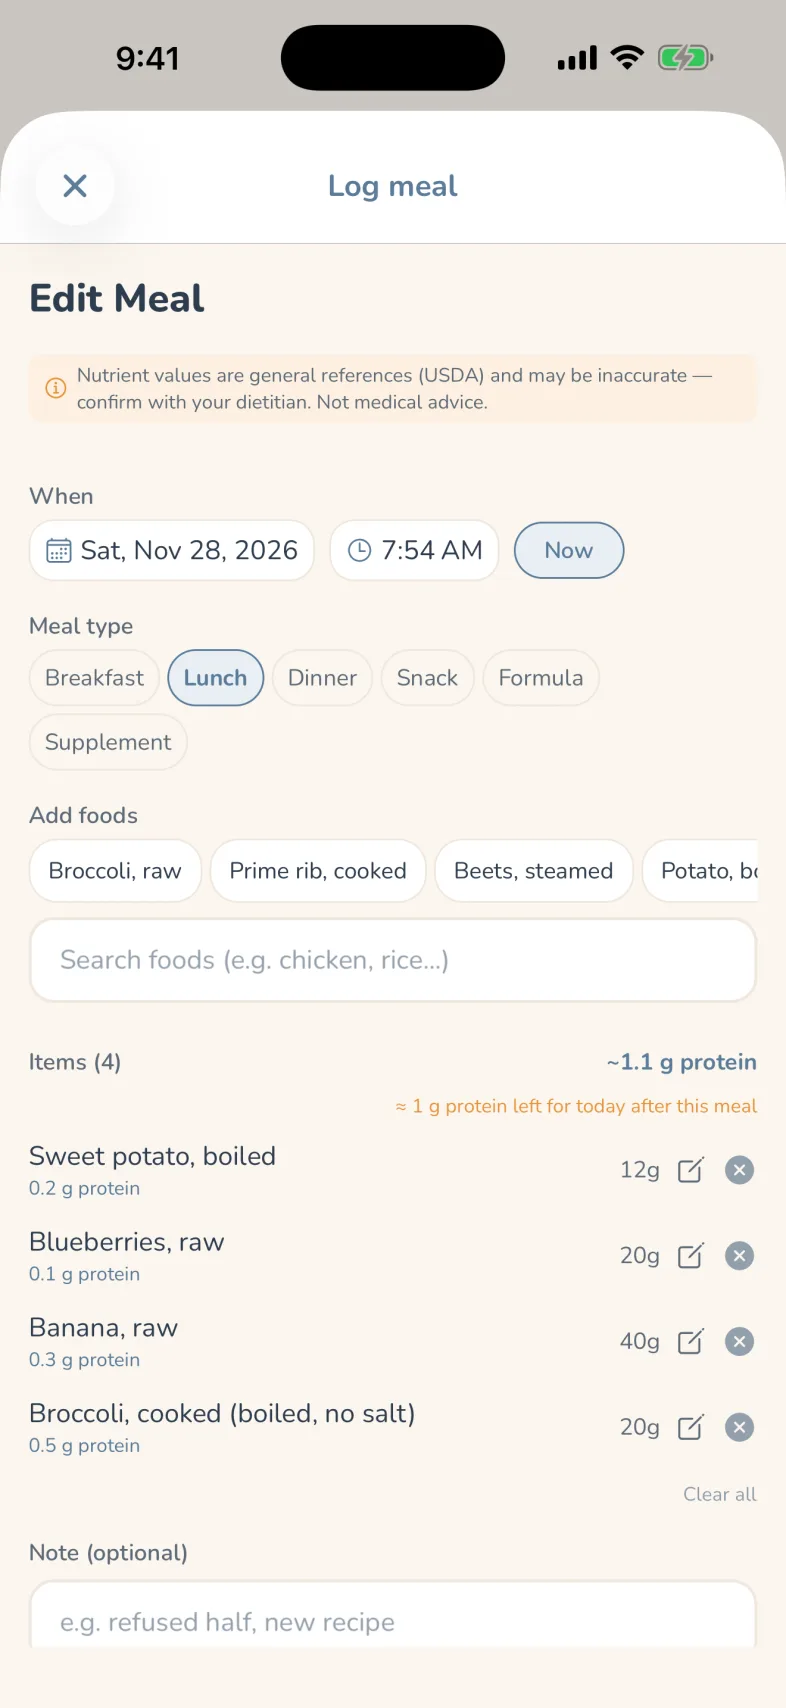 9:41
Log meal
Edit Meal
Nutrient values are general references (USDA) and may be inaccurate —
confirm with your dietitian. Not medical advice.
When
Sat, Nov 28, 2026 7:54 AM Now
Meal type
Breakfast Lunch Dinner Snack Formula
Supplement
Add foods
Broccoli, raw Prime rib, cooked Beets, steamed Potato, bo
Search foods (e.g. chicken, rice...)
Items (4) ~1.1 g protein
≈ 1 g protein left for today after this meal
Sweet potato, boiled 12g
0.2 g protein
Blueberries, raw 20g
0.1 g protein
Banana, raw 40g
0.3 g protein
Broccoli, cooked (boiled, no salt) 20g
0.5 g protein
Clear all
Note (optional)
e.g. refused half, new recipe